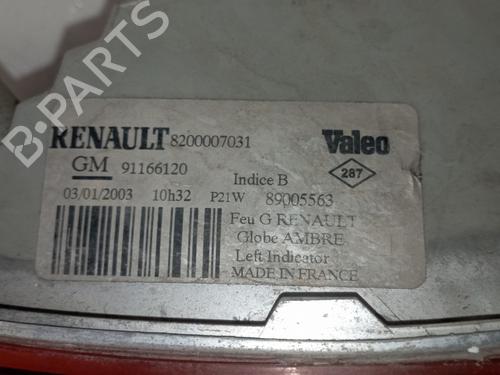 B-PARTS
RENAULT 8200007031 Valeo
GM 91166120 Indice B 287
03/01/2003 10h32 P21W 89005563
Feu G RENAULT
Globe AMBRE
Left Indicator
MADE IN FRANCE